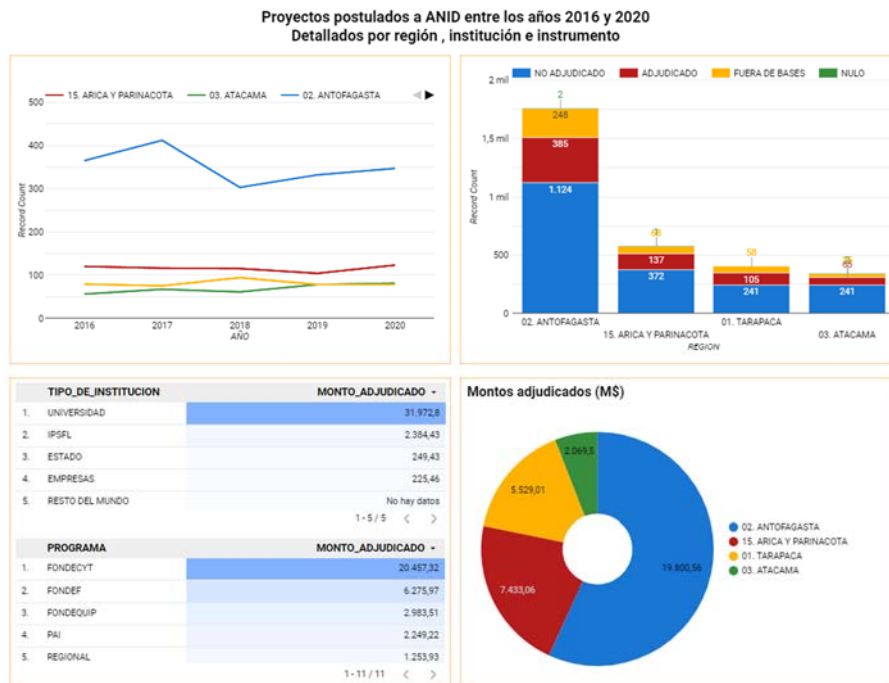 Proyectos postulados a ANID entre los años 2016 y 2020
Detallados por región , institución e instrumento
15. ARICA Y PARINACOTA 03. ATACAMA 02. ANTOFAGASTA
500
400
300
200
100
0
Record Count
2016 2017 2018 2019 2020
AÑO
NO ADJUDICADO ADJUDICADO FUERA DE BASES NULO
2 mil
1,5 mil
1 mil
500
0
Record Count
2
248
385
1.124
137
372
58
105
241
241
02. ANTOFAGASTA
15. ARICA Y PARINACOTA
01. TARAPACA
03. ATACAMA
REGION
TIPO_DE_INSTITUCION MONTO_ADJUDICADO
1. UNIVERSIDAD 31.972,8
2. IPSFL 2.384,43
3. ESTADO 249,43
4. EMPRESAS 225,46
5. RESTO DEL MUNDO No hay datos
1 - 5 / 5
PROGRAMA MONTO_ADJUDICADO
1. FONDECYT 20.457,32
2. FONDEF 6.275,97
3. FONDEQUIP 2.983,51
4. PAI 2.249,22
5. REGIONAL 1.253,93
1 - 11 / 11
Montos adjudicados (M$)
2.069,5
5.529,01
7.433,06
19.800,56
02. ANTOFAGASTA
15. ARICA Y PARINACOTA
01. TARAPACA
03. ATACAMA